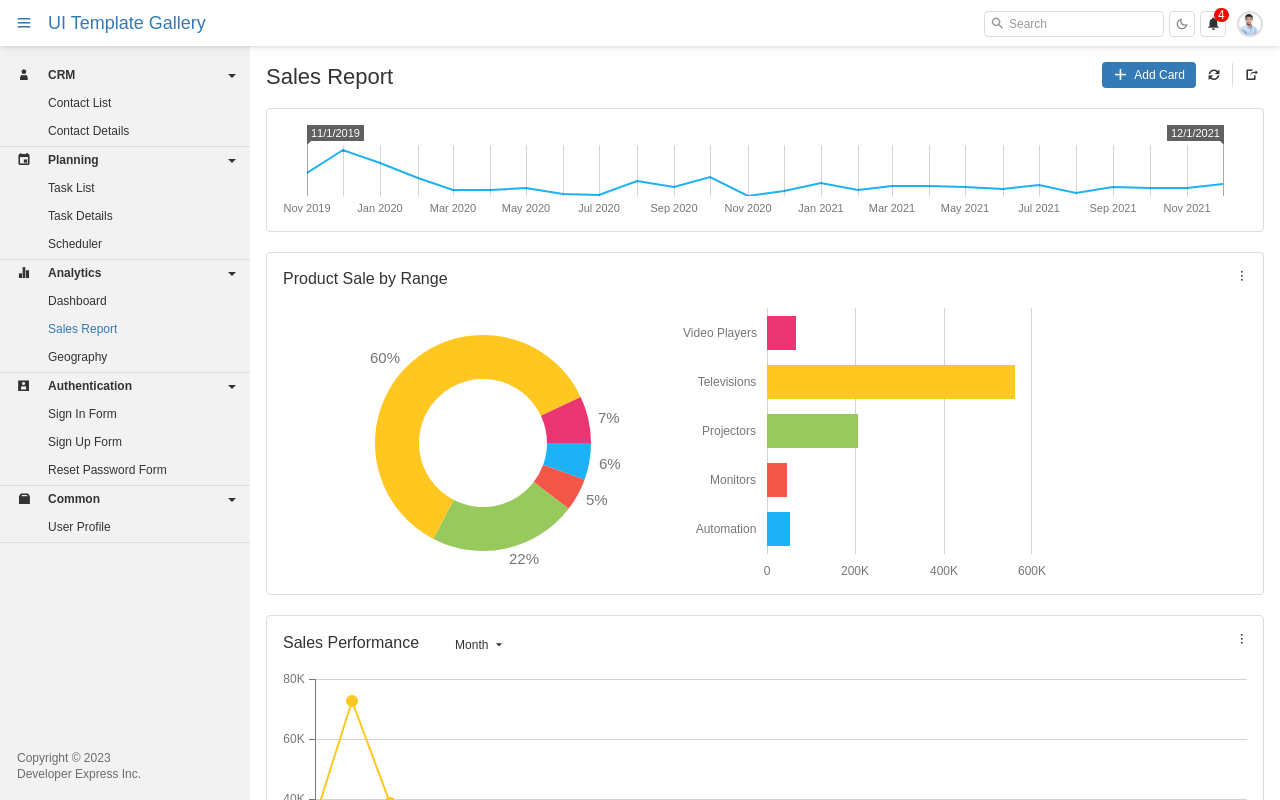 UI Template Gallery
Search
4
CRM
Contact List
Contact Details
Planning
Task List
Task Details
Scheduler
Analytics
Dashboard
Sales Report
Geography
Authentication
Sign In Form
Sign Up Form
Reset Password Form
Common
User Profile
Copyright © 2023
Developer Express Inc.
Sales Report
Add Card
11/1/2019
12/1/2021
Nov 2019
Jan 2020
Mar 2020
May 2020
Jul 2020
Sep 2020
Nov 2020
Jan 2021
Mar 2021
May 2021
Jul 2021
Sep 2021
Nov 2021
Product Sale by Range
60%
7%
6%
5%
22%
Video Players
Televisions
Projectors
Monitors
Automation
0
200K
400K
600K
Sales Performance
Month
80K
60K
40K